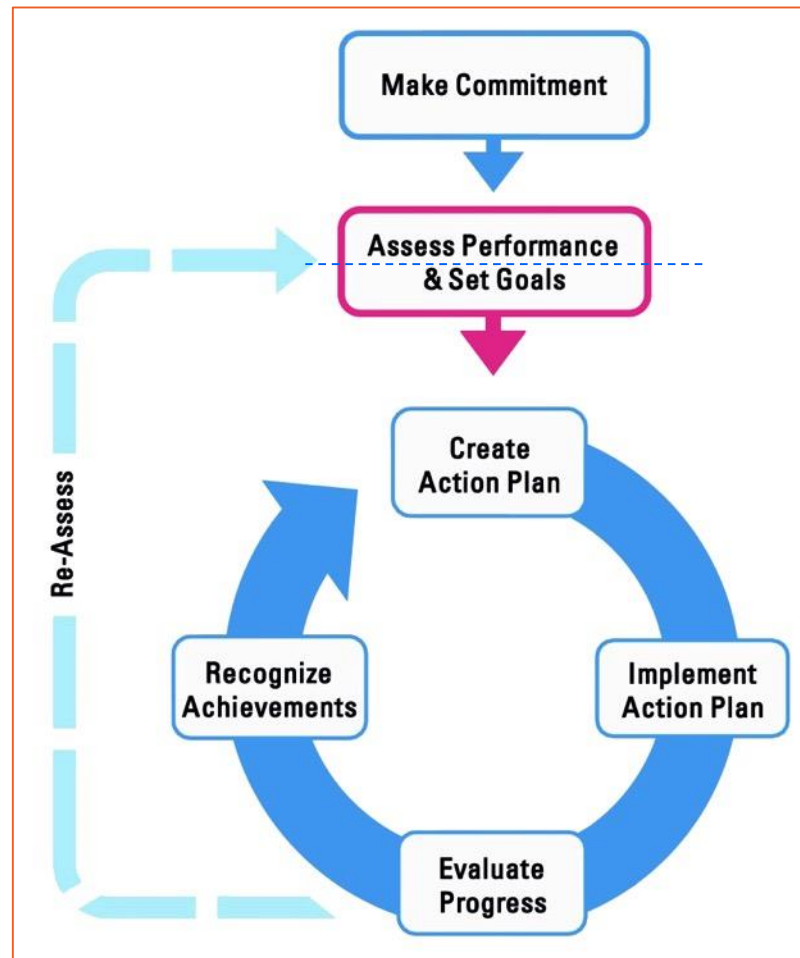 Make Commitment
Assess Performance
& Set Goals
Create
Action Plan
Re-Assess
Recognize
Achievements
Implement
Action Plan
Evaluate
Progress